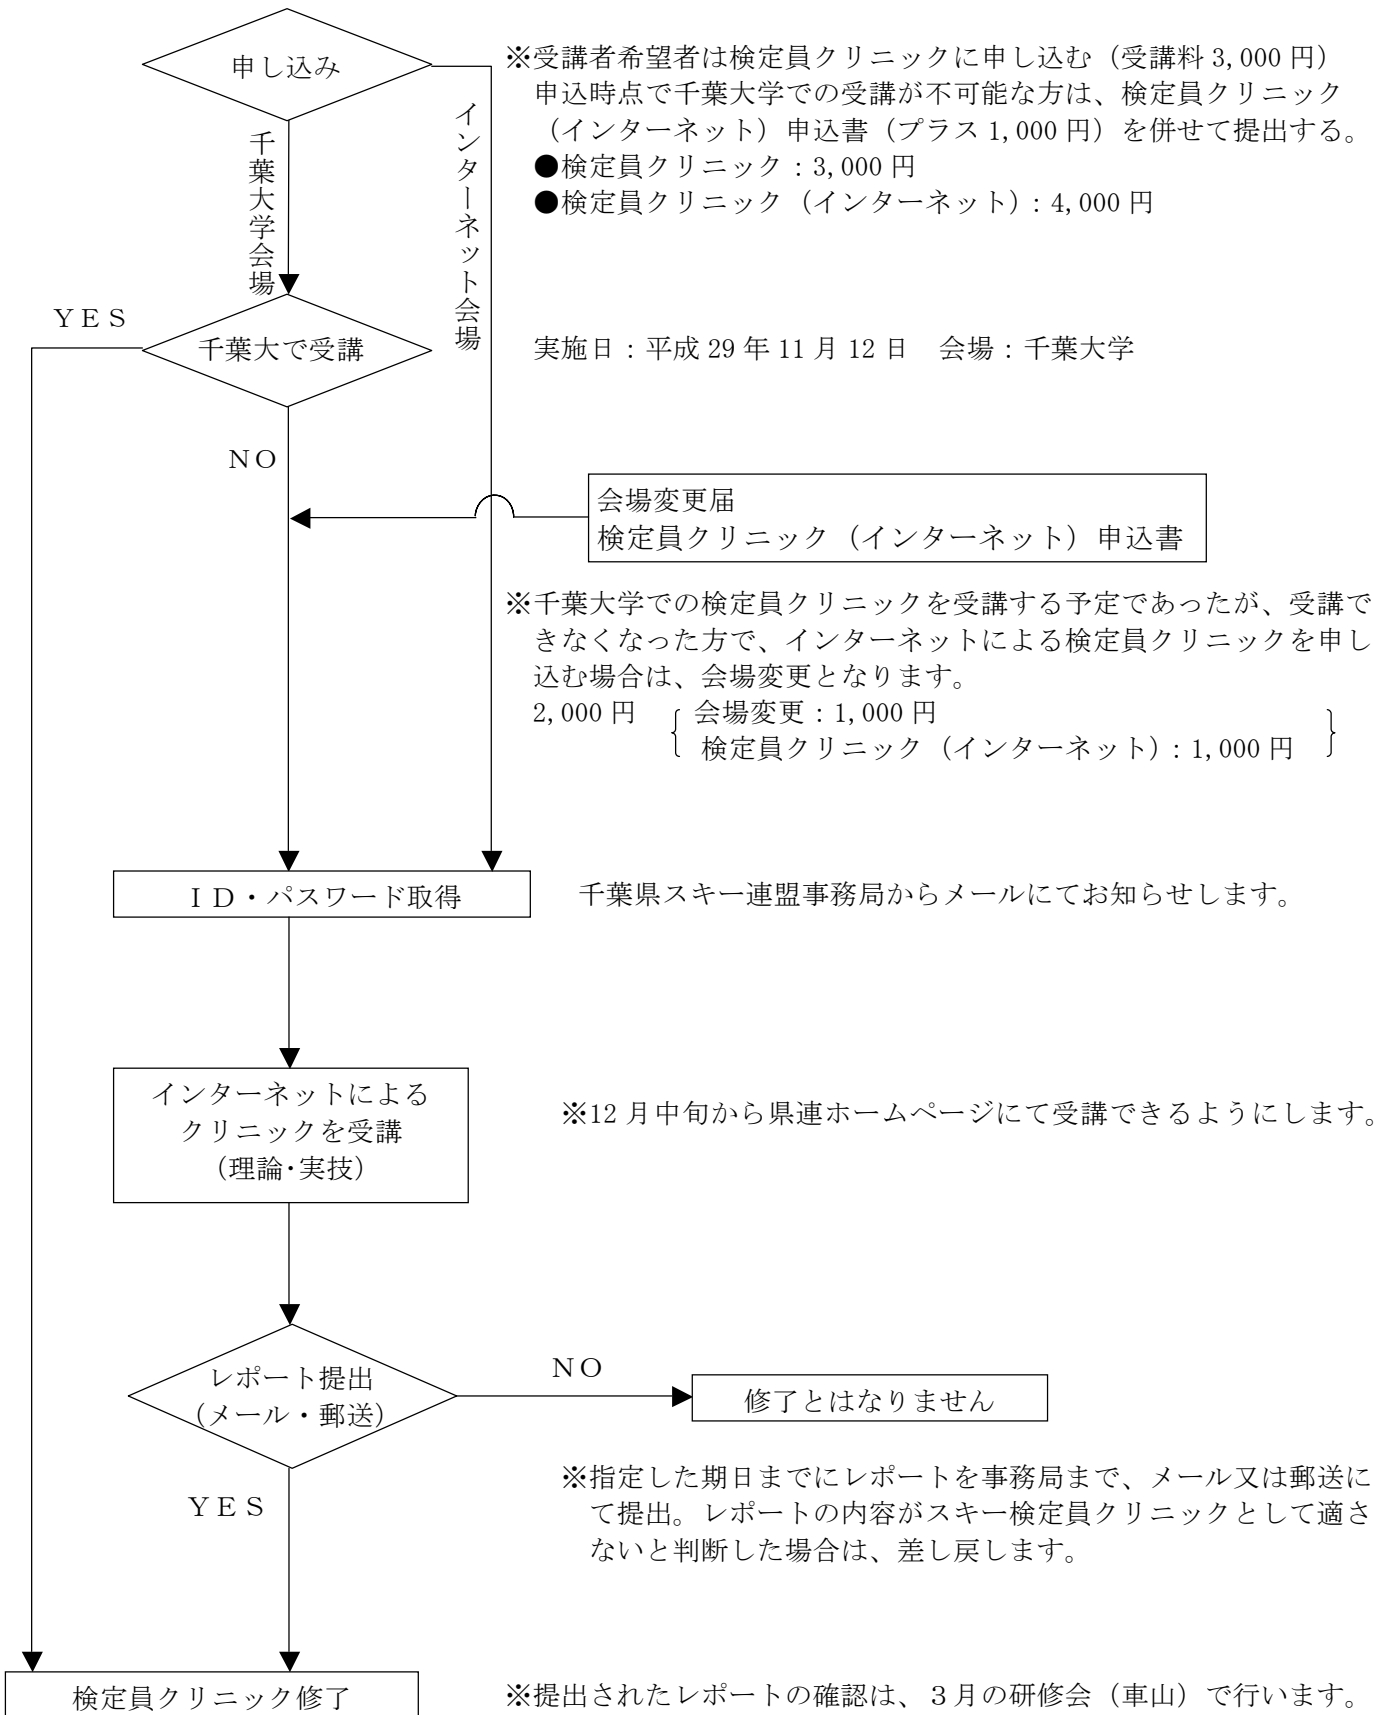 申し込み
※受講者希望者は検定員クリニックに申し込む（受講料 3,000 円）
申込時点で千葉大学での受講が不可能な方は、検定員クリニック
（インターネット）申込書（プラス 1,000 円）を併せて提出する。
●検定員クリニック：3,000 円
●検定員クリニック（インターネット）：4,000 円
千葉大学会場
インターネット会場
ＹＥＳ
千葉大で受講
実施日：平成 29 年 11 月 12 日　会場：千葉大学
ＮＯ
会場変更届
検定員クリニック（インターネット）申込書
※千葉大学での検定員クリニックを受講する予定であったが、受講で
きなくなった方で、インターネットによる検定員クリニックを申し
込む場合は、会場変更となります。
2,000 円　会場変更：1,000 円
検定員クリニック（インターネット）：1,000 円
ＩＤ・パスワード取得
千葉県スキー連盟事務局からメールにてお知らせします。
インターネットによる
クリニックを受講
（理論・実技）
※12 月中旬から県連ホームページにて受講できるようにします。
レポート提出
（メール・郵送）
ＮＯ
修了とはなりません
※指定した期日までにレポートを事務局まで、メール又は郵送に
て提出。レポートの内容がスキー検定員クリニックとして適さ
ないと判断した場合は、差し戻します。
ＹＥＳ
検定員クリニック修了
※提出されたレポートの確認は、３月の研修会（車山）で行います。